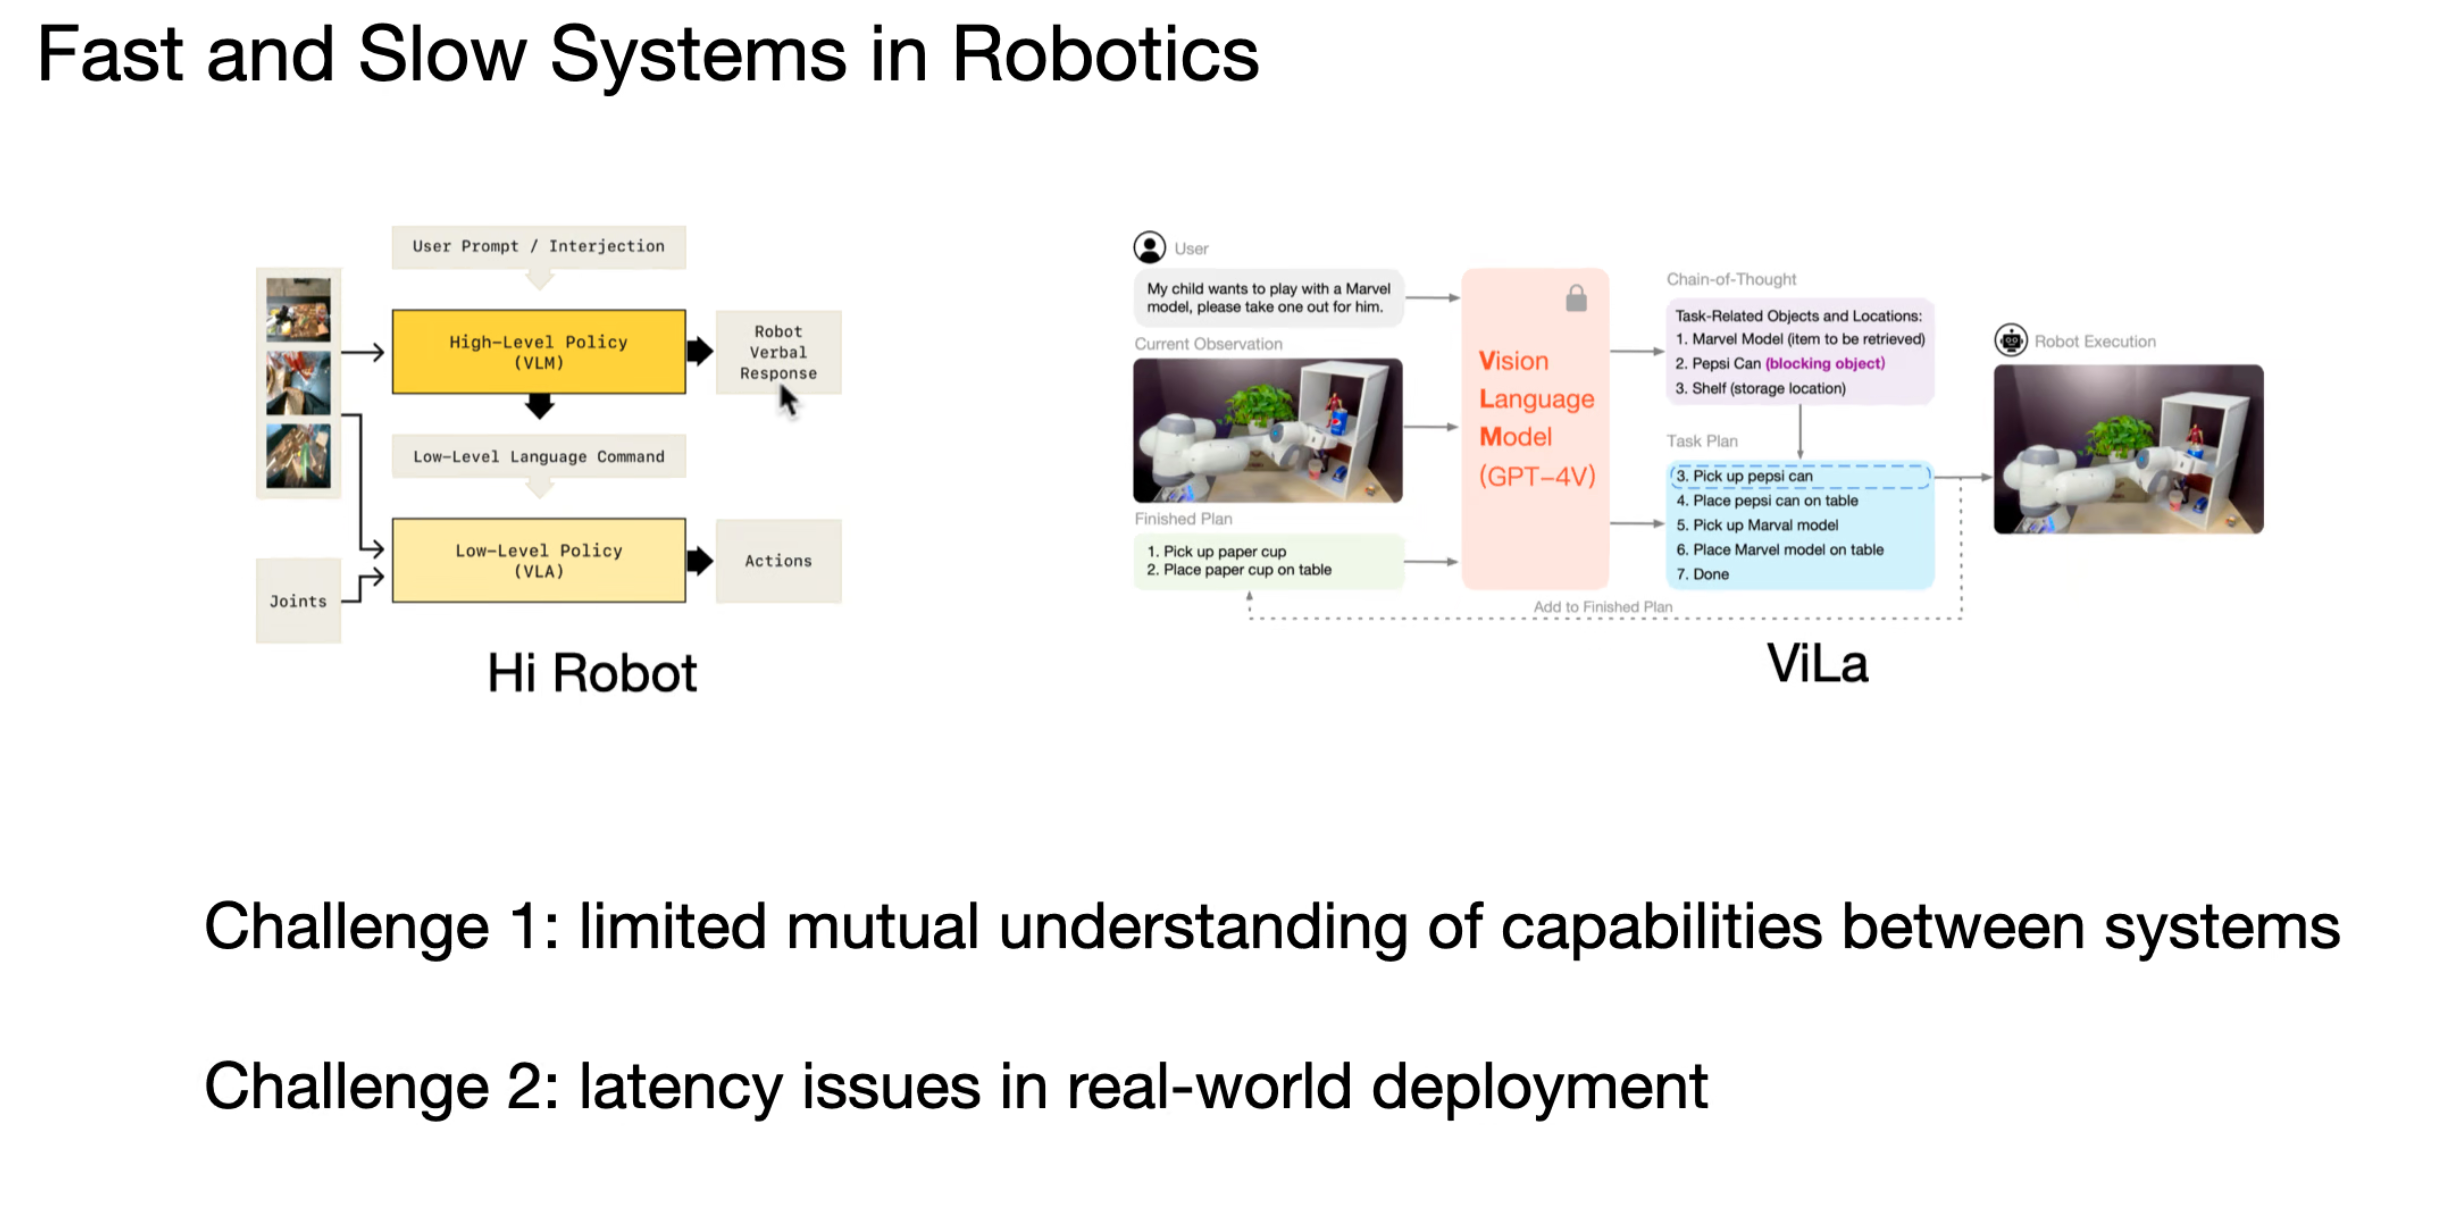 Fast and Slow Systems in Robotics
User Prompt / Interjection
High-Level Policy
(VLM)
Robot
Verbal
Response
Low-Level Language Command
Low-Level Policy
(VLA)
Actions
Joints
Hi Robot
User
My child wants to play with a Marvel
model, please take one out for him.
Current Observation
Finished Plan
1. Pick up paper cup
2. Place paper cup on table
Vision
Language
Model
(GPT-4V)
Chain-of-Thought
Task-Related Objects and Locations:
1. Marvel Model (item to be retrieved)
2. Pepsi Can (blocking object)
3. Shelf (storage location)
Task Plan
3. Pick up pepsi can
4. Place pepsi can on table
5. Pick up Marval model
6. Place Marvel model on table
7. Done
Add to Finished Plan
Robot Execution
ViLa
Challenge 1: limited mutual understanding of capabilities between systems
Challenge 2: latency issues in real-world deployment